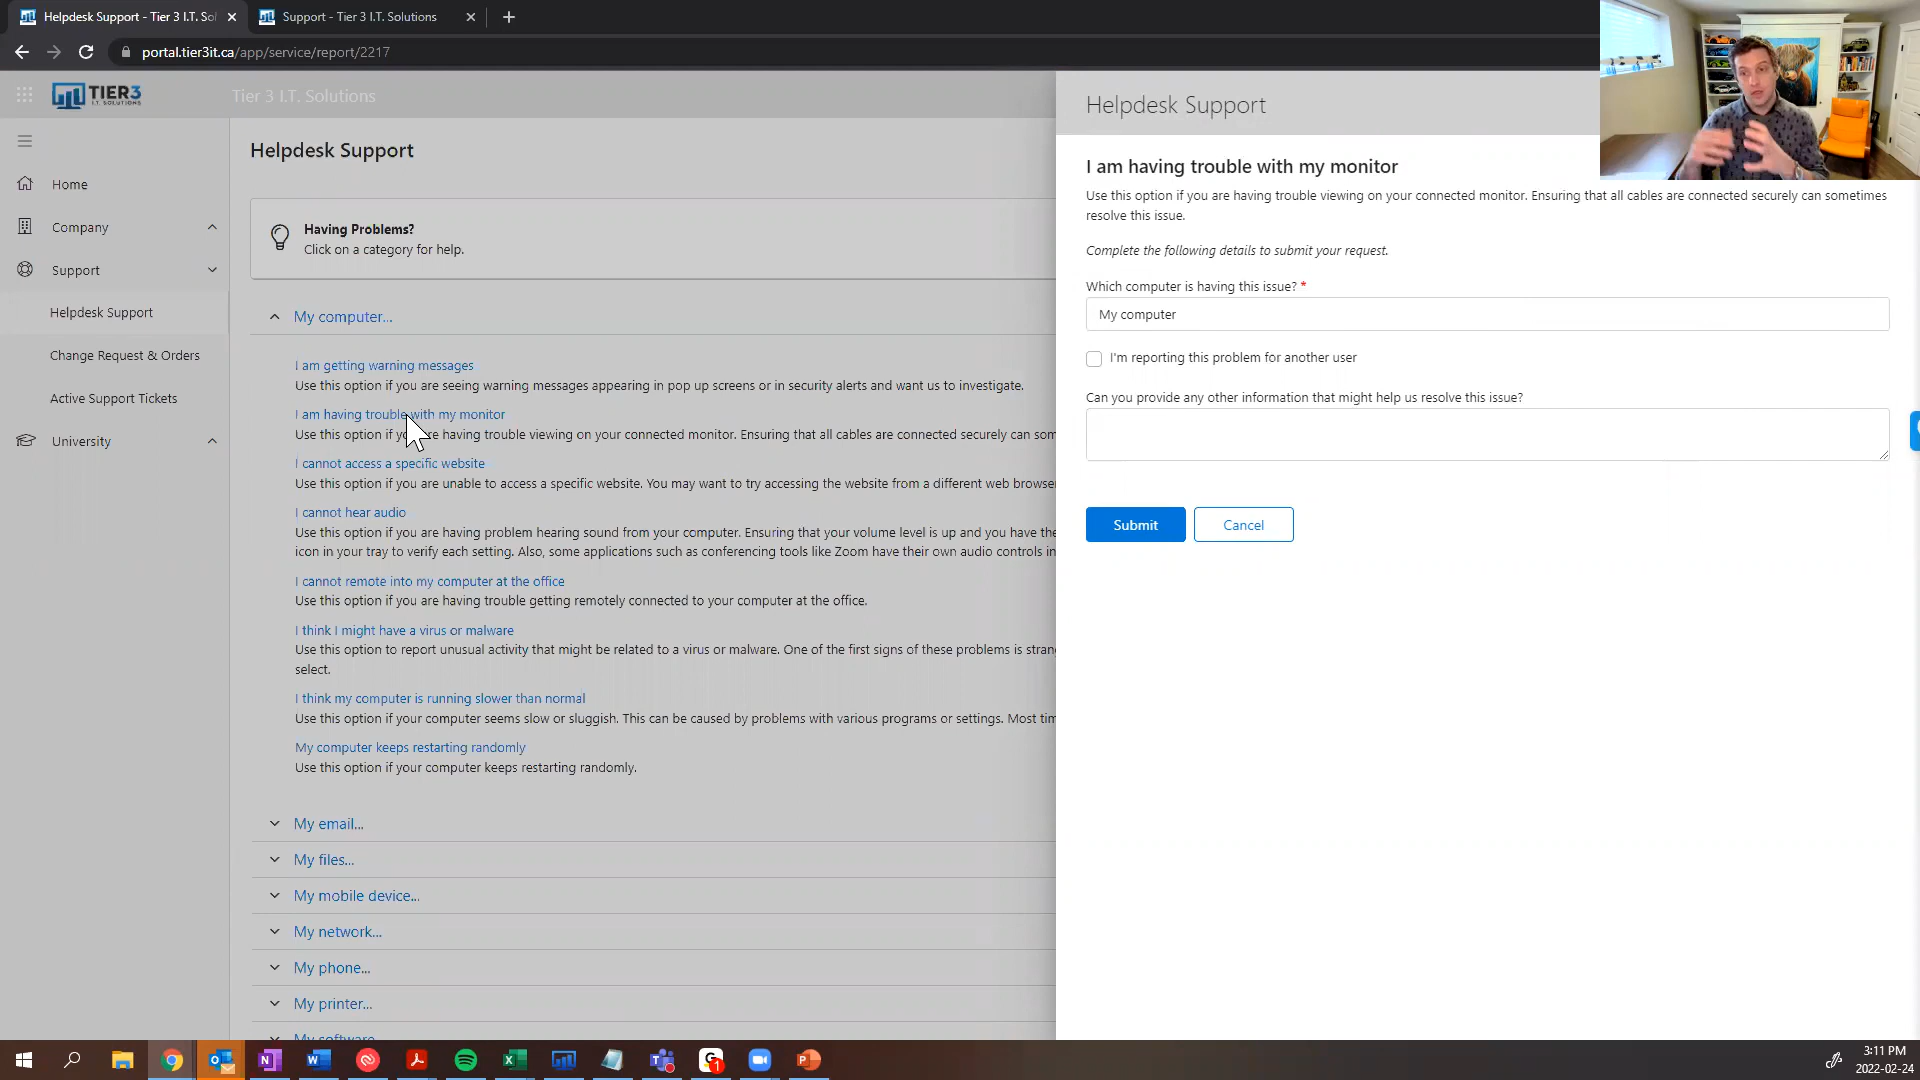 Helpdesk Support - Tier 3 I.T. Sol
Support - Tier 3 I.T. Solutions
portal.tier3it.ca/app/service/report/2217
TIER3
I.T. SOLUTIONS
Tier 3 I.T. Solutions
Home
Company
Support
Helpdesk Support
Change Request & Orders
Active Support Tickets
University
Helpdesk Support
Having Problems?
Click on a category for help.
My computer...
I am getting warning messages
Use this option if you are seeing warning messages appearing in pop up screens or in security alerts and want us to investigate.
I am having trouble with my monitor
Use this option if you are having trouble viewing on your connected monitor. Ensuring that all cables are connected securely can som
I cannot access a specific website
Use this option if you are unable to access a specific website. You may want to try accessing the website from a different web browse
I cannot hear audio
Use this option if you are having problem hearing sound from your computer. Ensuring that your volume level is up and you have the
icon in your tray to verify each setting. Also, some applications such as conferencing tools like Zoom have their own audio controls in
I cannot remote into my computer at the office
Use this option if you are having trouble getting remotely connected to your computer at the office.
I think I might have a virus or malware
Use this option to report unusual activity that might be related to a virus or malware. One of the first signs of these problems is stran
select.
I think my computer is running slower than normal
Use this option if your computer seems slow or sluggish. This can be caused by problems with various programs or settings. Most tim
My computer keeps restarting randomly
Use this option if your computer keeps restarting randomly.
My email...
My files...
My mobile device...
My network...
My phone...
My printer...
My software
Helpdesk Support
I am having trouble with my monitor
Use this option if you are having trouble viewing on your connected monitor. Ensuring that all cables are connected securely can sometimes
resolve this issue.
Complete the following details to submit your request.
Which computer is having this issue? *
My computer
I'm reporting this problem for another user
Can you provide any other information that might help us resolve this issue?
Submit
Cancel
3:11 PM
2022-02-24